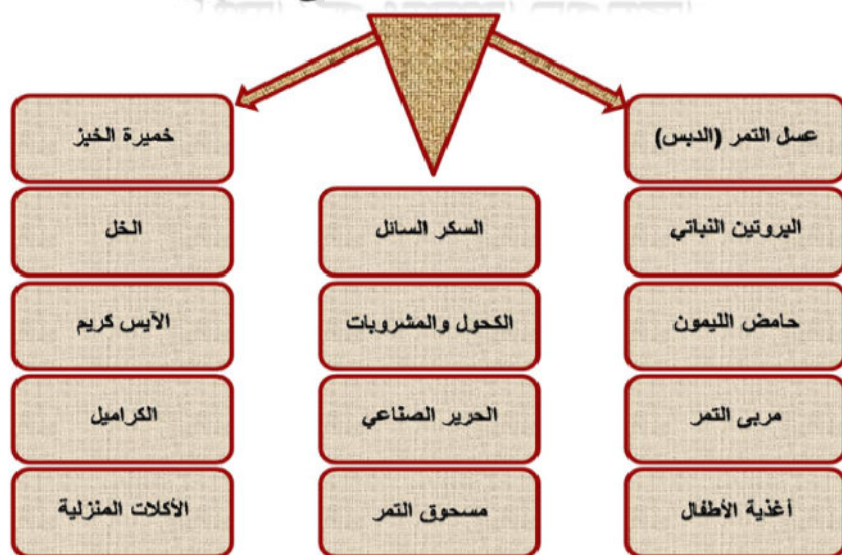 عسل التمر (الدبس)
البروتين النباتي
حامض الليمون
مربى التمر
أغذية الأطفال
السكر السائل
الكحول والمشروبات
الحرير الصناعي
مسحوق التمر
خميرة الخبز
الخل
الآيس كريم
الكراميل
الأكلات المنزلية